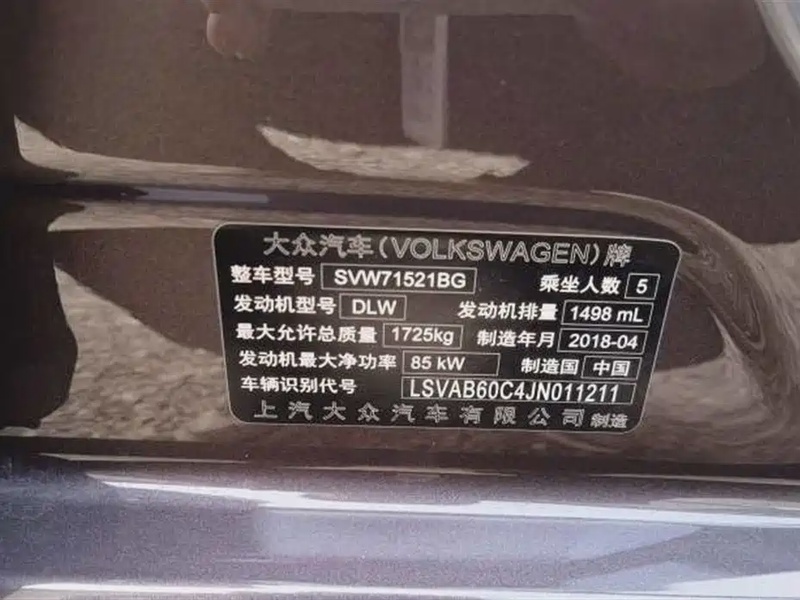 大众汽车(VOLKSWAGEN)牌
整车型号 SVW71521BG 乘坐人数 5
发动机型号 DLW 发动机排量 1498 mL
最大允许总质量 1725kg 制造年月 2018-04
发动机最大净功率 85 kW 制造国 中国
车辆识别代号 LSVAB60C4JN011211
上汽大众汽车有限公司 制造